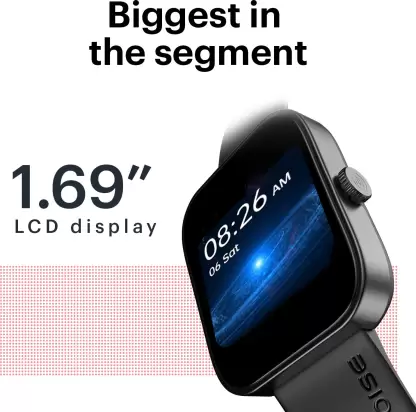 Biggest in
the segment
1.69”
LCD display
08:26 AM
06 Sat